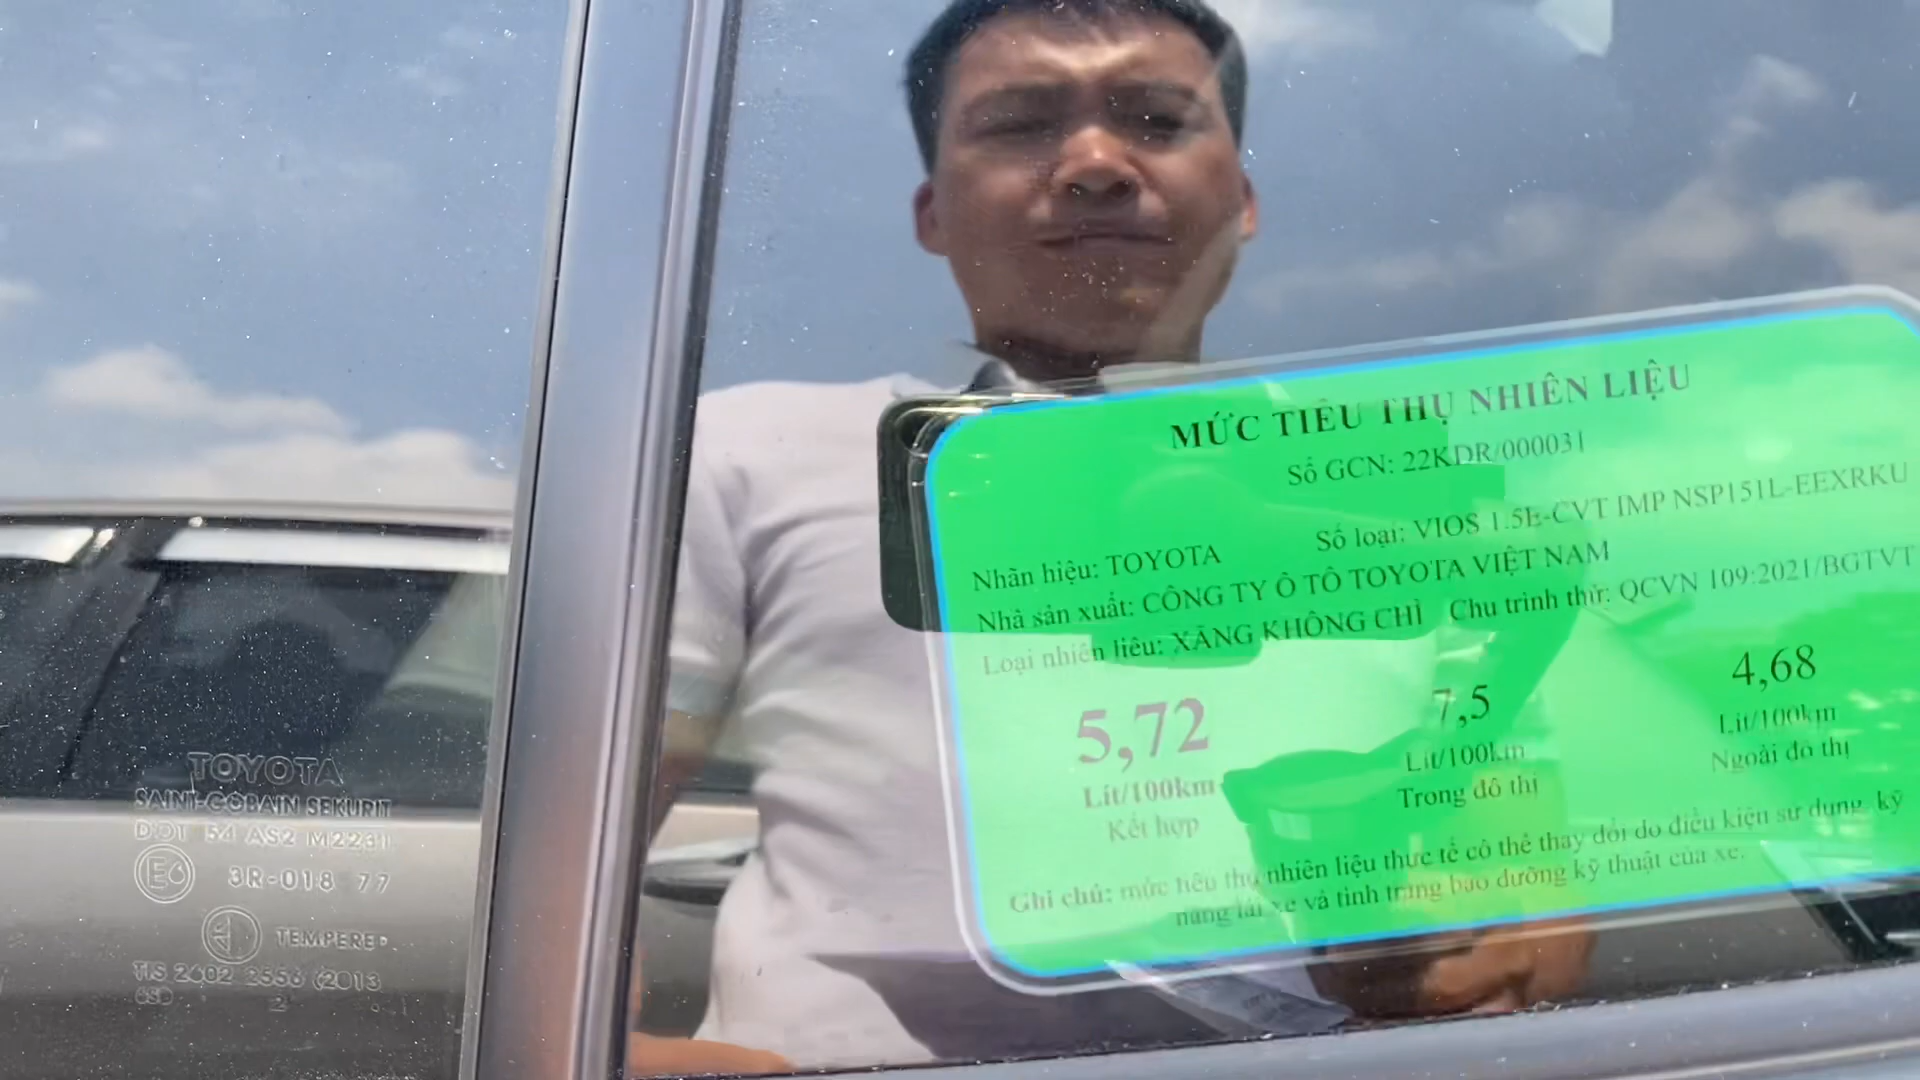 MỨC TIÊU THỤ NHIÊN LIỆU
Số GCN: 22KDR/000031
Nhãn hiệu: TOYOTA Số loại: VIOS 1.5E-CVT IMP NSP151L-EEXRKU
Nhà sản xuất: CÔNG TY Ô TÔ TOYOTA VIỆT NAM
Loại nhiên liêu: XĂNG KHÔNG CHÌ Chu trình thử: QCVN 109:2021/BGTVT
5,72 7,5 4,68
Lít/100km Lít/100km Lít/100km
Kết hợp Trong đô thị Ngoài đô thị
Ghi chú: mức tiêu thụ nhiên liệu thực tế có thể thay đổi do điều kiện sử dụng, kỹ
năng lái xe và tình trạng bảo dưỡng kỹ thuật của xe.
TOYOTA
SAINT-GOBAIN SEKURIT
DOT 54 AS2 M2231
E6 3R-018 77
TEMPERED
TIS 2602 2556 (2013